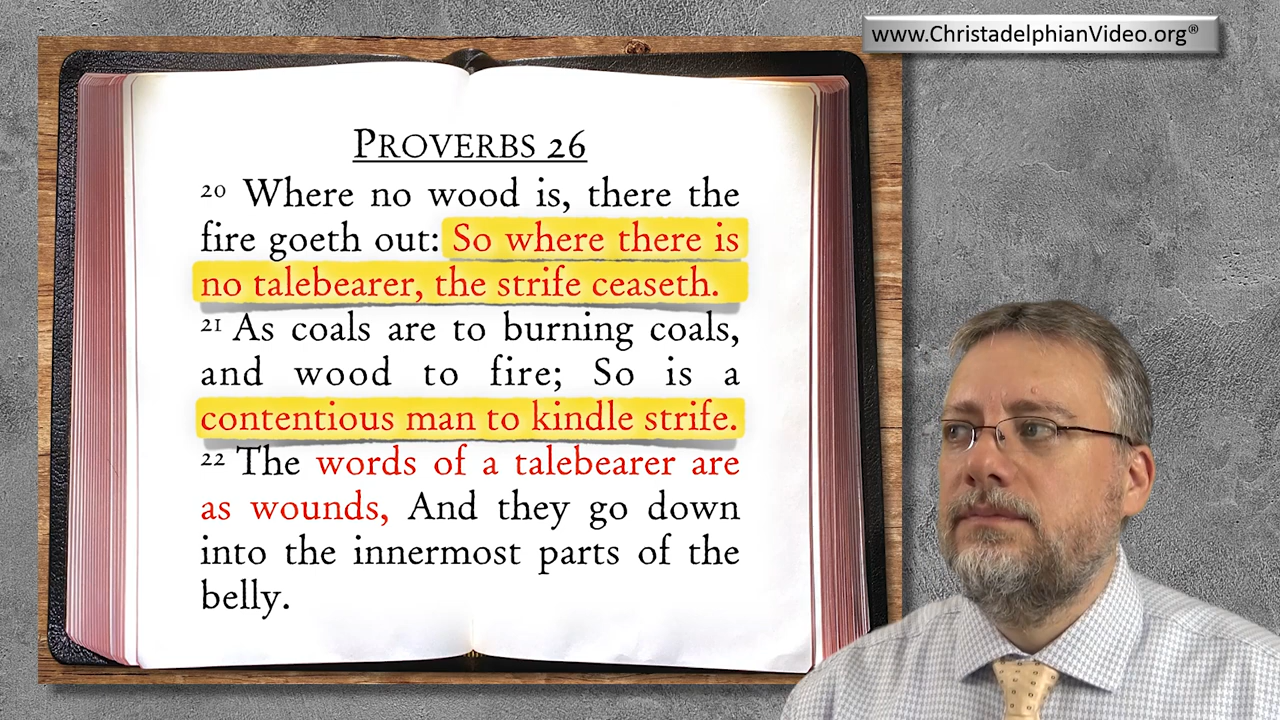 www.ChristadelphianVideo.org®
PROVERBS 26
20 Where no wood is, there the
fire goeth out: So where there is
no talebearer, the strife ceaseth.
21 As coals are to burning coals,
and wood to fire; So is a
contentious man to kindle strife.
22 The words of a talebearer are
as wounds, And they go down
into the innermost parts of the
belly.